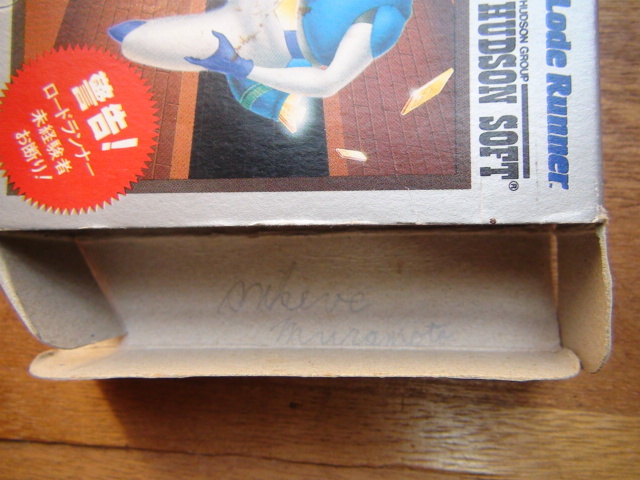 警告!
ロードランナー
未経験者
お断り!
Lode Runner
HUDSON GROUP
HUDSON SOFT®
Muramoto